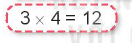 3 × 4 = 12